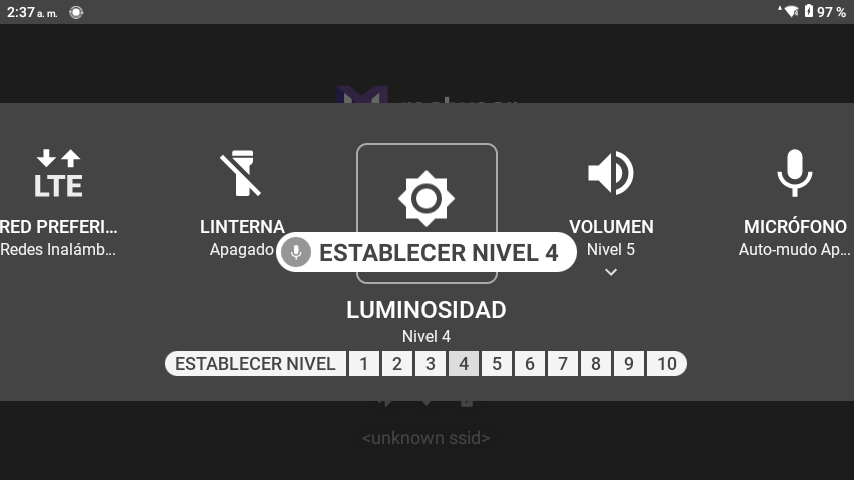 2:37 a. m.
97 %
LTE
RED PREFERI...
Redes Inalámb...
LINTERNA
Apagado
VOLUMEN
Nivel 5
MICRÓFONO
Auto-mudo Ap...
ESTABLECER NIVEL 4
LUMINOSIDAD
Nivel 4
ESTABLECER NIVEL 1 2 3 4 5 6 7 8 9 10
<unknown ssid>